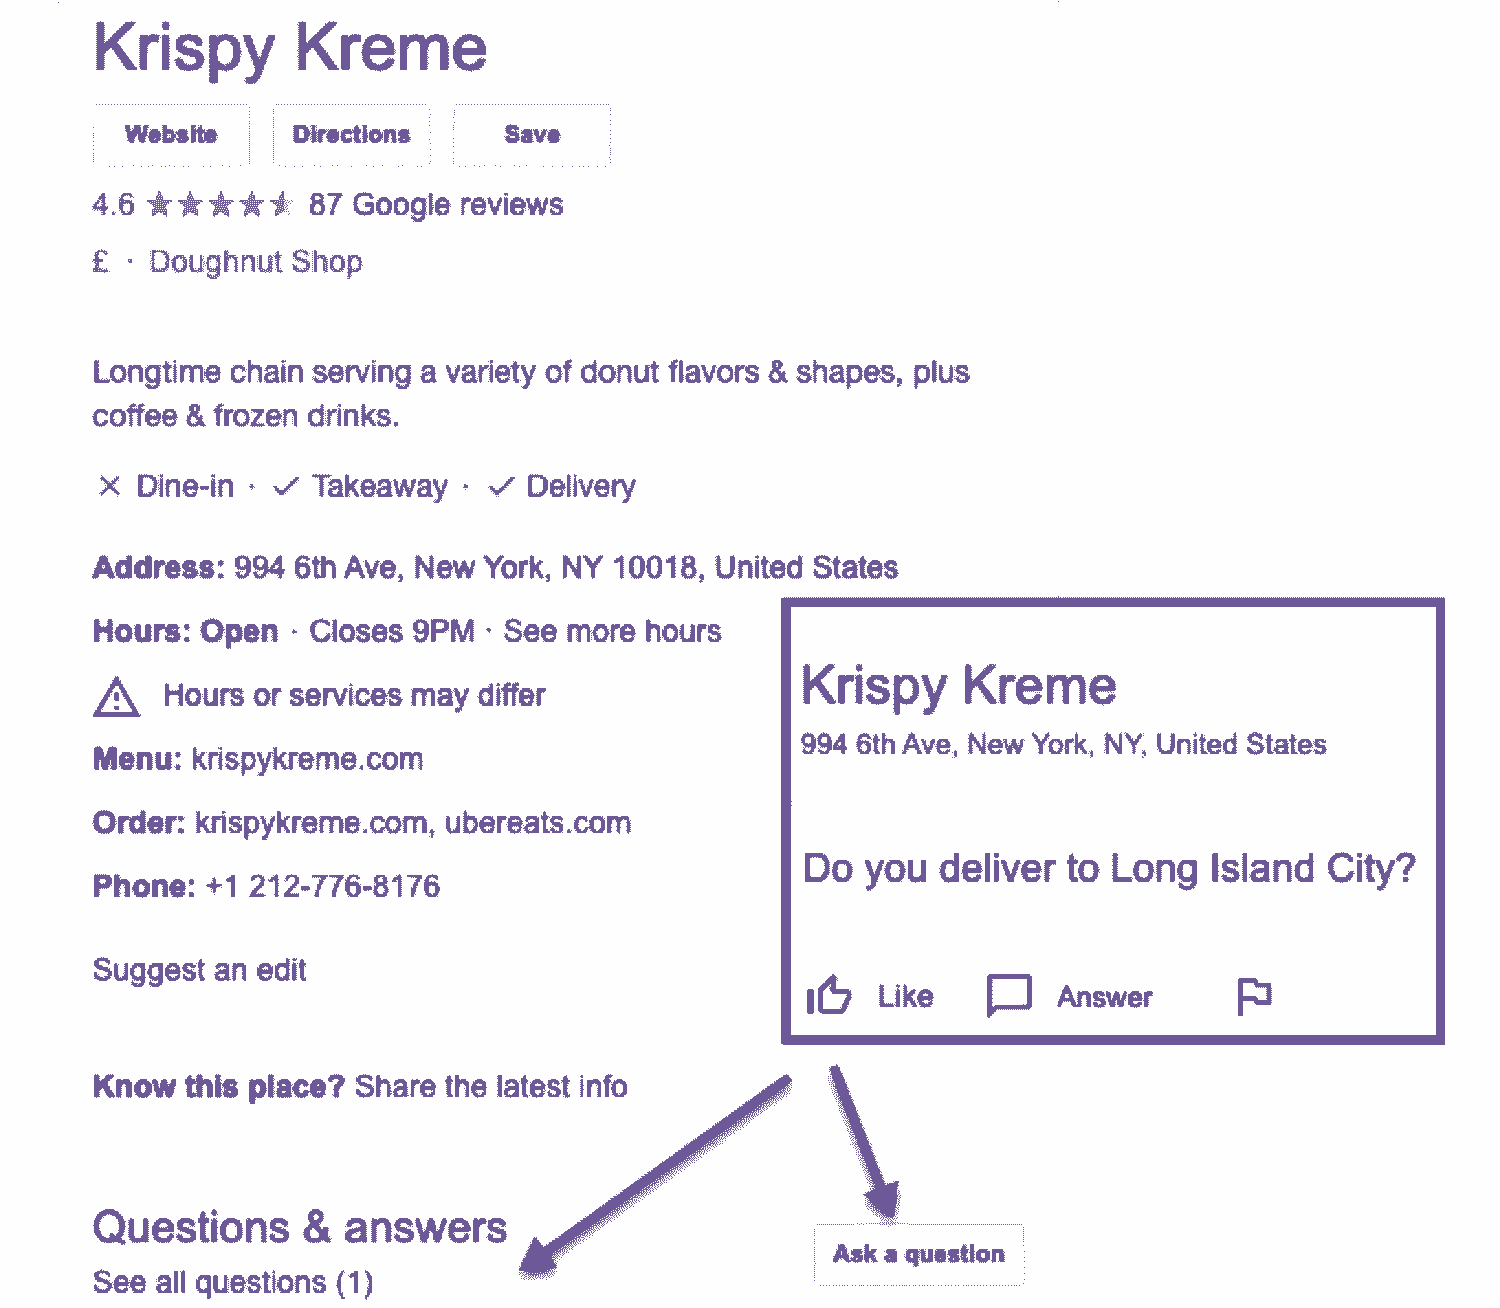 Krispy Kreme
Website Directions Save
4.6 ★★★★★ 87 Google reviews
£ · Doughnut Shop
Longtime chain serving a variety of donut flavors & shapes, plus
coffee & frozen drinks.
✕ Dine-in · ✓ Takeaway · ✓ Delivery
Address: 994 6th Ave, New York, NY 10018, United States
Hours: Open · Closes 9PM · See more hours
Hours or services may differ
Menu: krispykreme.com
Order: krispykreme.com, ubereats.com
Phone: +1 212-776-8176
Suggest an edit
Know this place? Share the latest info
Questions & answers
See all questions (1)
Ask a question
Krispy Kreme
994 6th Ave, New York, NY, United States
Do you deliver to Long Island City?
Like Answer